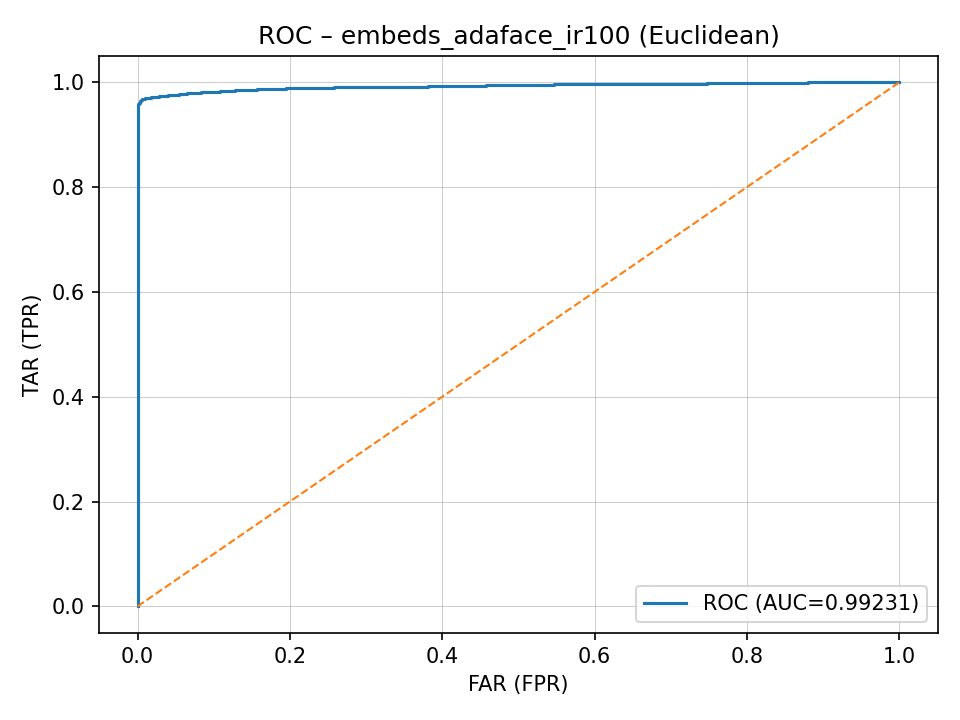 ROC – embeds_adaface_ir100 (Euclidean)
TAR (TPR)
1.0
0.8
0.6
0.4
0.2
0.0
ROC (AUC=0.99231)
0.0 0.2 0.4 0.6 0.8 1.0
FAR (FPR)